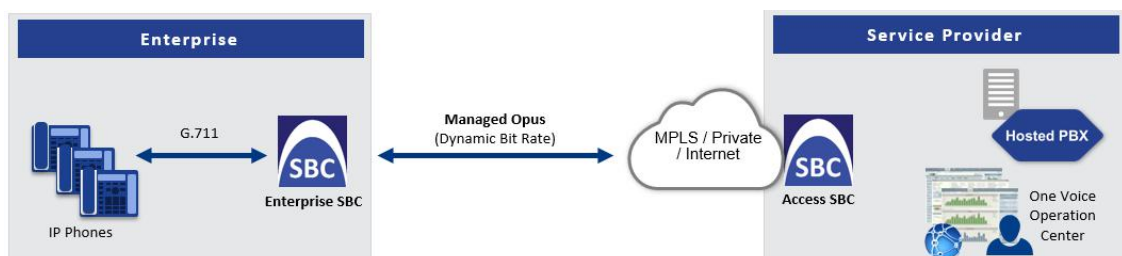 Enterprise
G.711
SBC
Enterprise SBC
IP Phones
Managed Opus
(Dynamic Bit Rate)
MPLS / Private
/ Internet
Service Provider
SBC
Access SBC
Hosted PBX
One Voice
Operation
Center